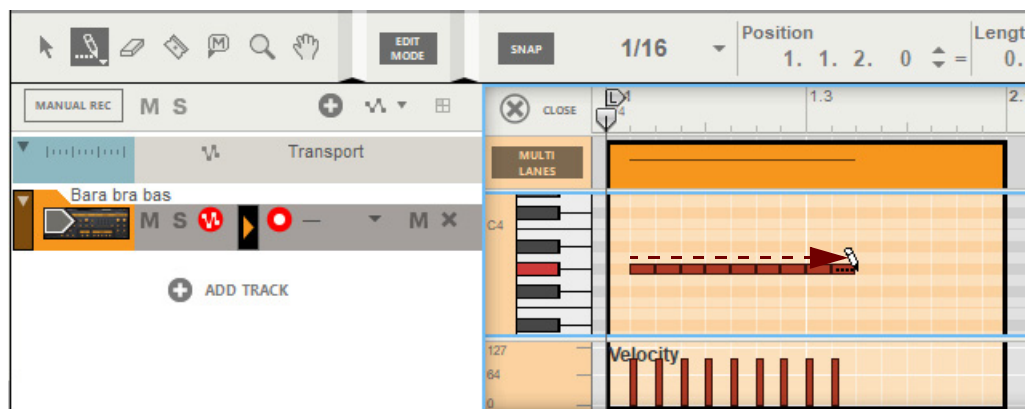 EDIT
MODE
SNAP
1/16
Position
1. 1. 2. 0
=
Lengt
0.
MANUAL REC
M S
CLOSE
L
1.3
2.
Transport
MULTI
LANES
Bara bra bas
M S
M
C4
ADD TRACK
Velocity
127
64
0